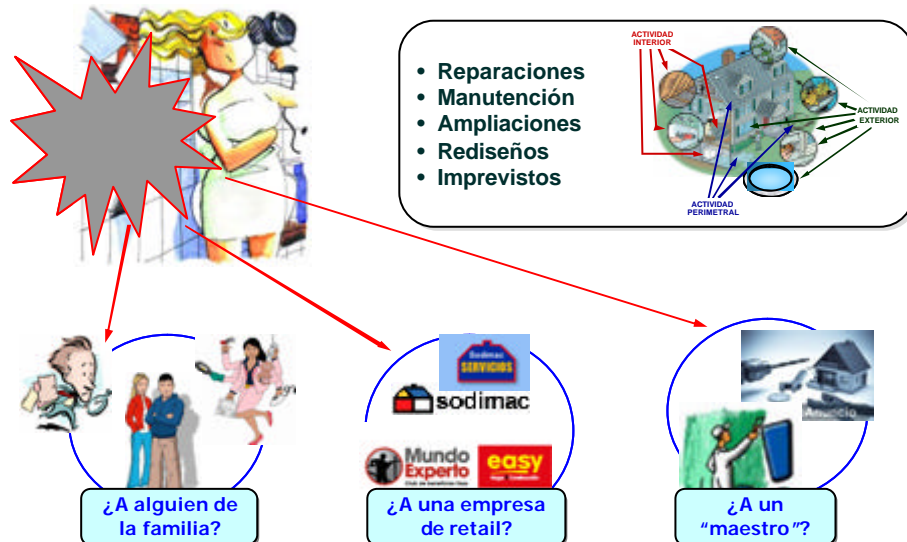 ACTIVIDAD
INTERIOR
• Reparaciones
• Manutención
• Ampliaciones
• Rediseños
• Imprevistos
ACTIVIDAD
EXTERIOR
ACTIVIDAD
PERIMETRAL
Sodimac
SERVICIOS
sodimac
Mundo
Experto
easy
Anuncio
¿A alguien de
la familia?
¿A una empresa
de retail?
¿A un
“maestro”?